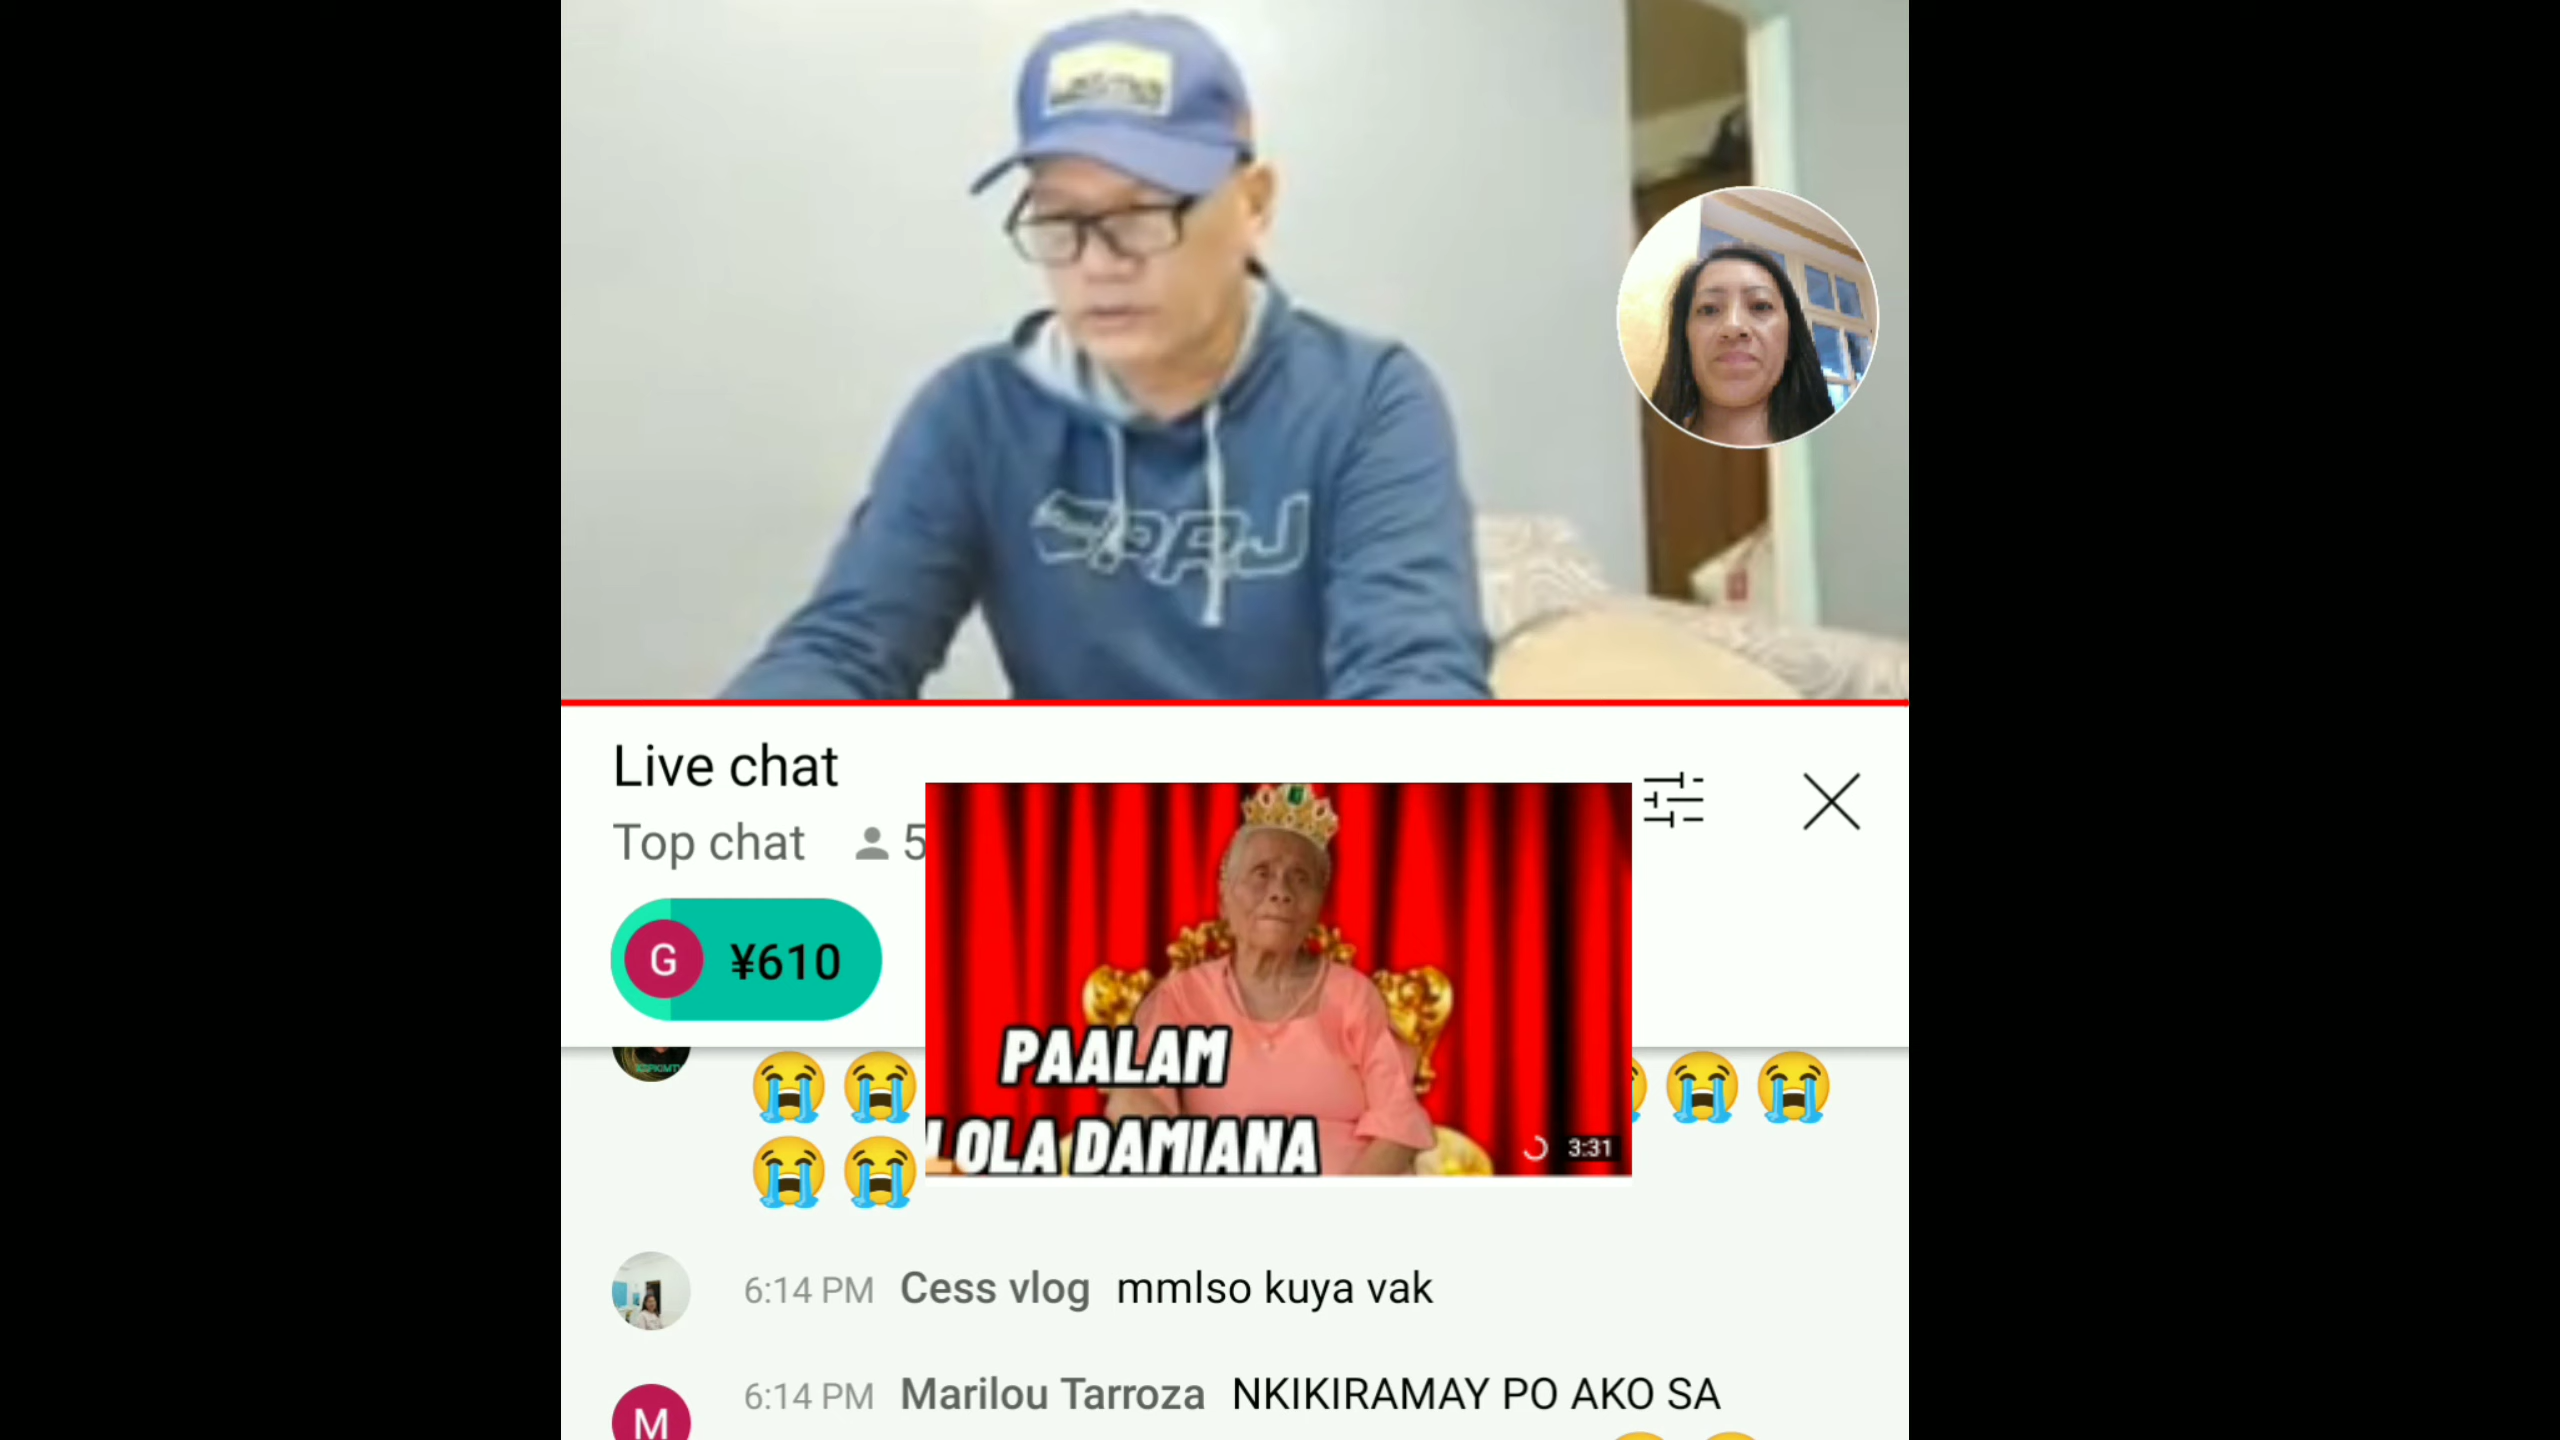 Live chat
Top chat 5
G ¥610
PAALAM
LOLA DAMIANA
3:31
6:14 PM Cess vlog mmlso kuya vak
6:14 PM Marilou Tarroza NKIKIRAMAY PO AKO SA
M